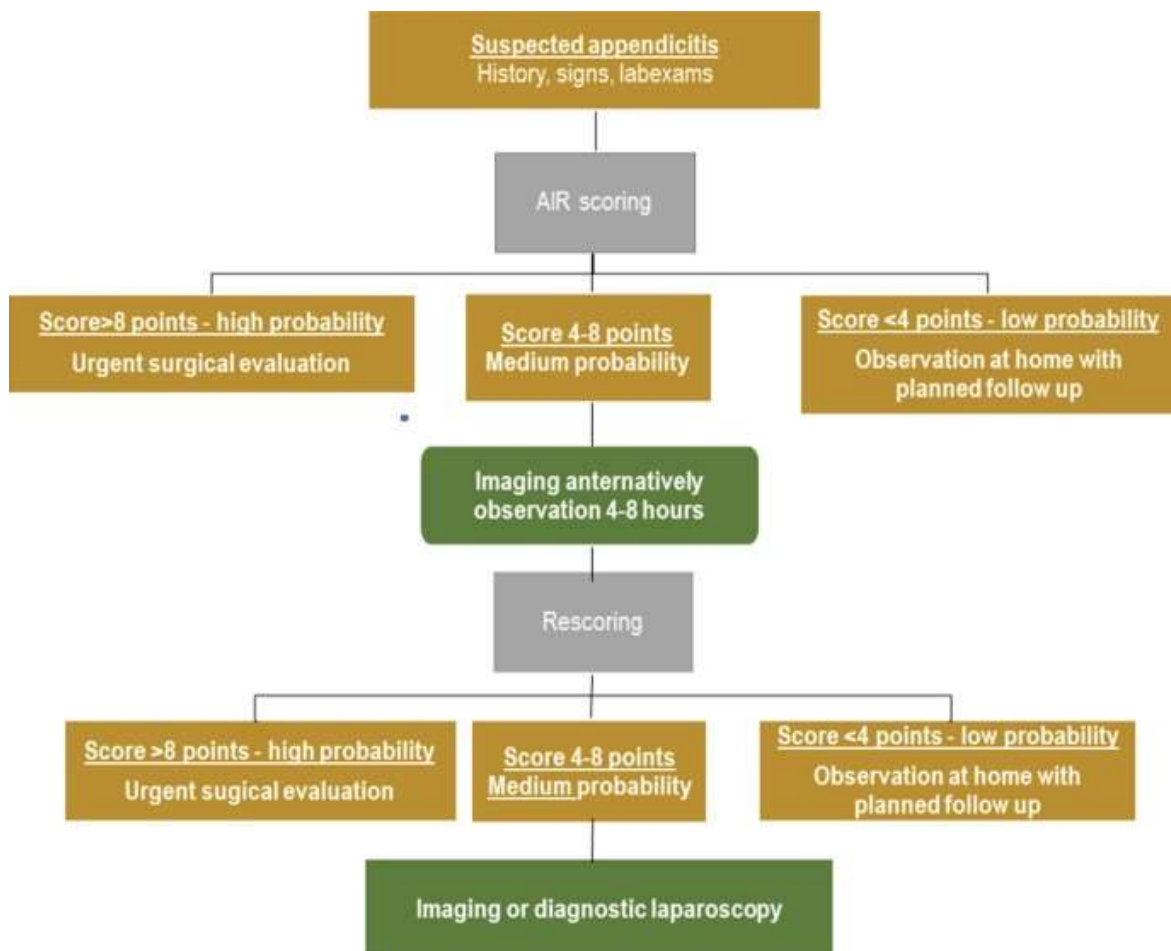 Suspected appendicitis
History, signs, labexams
AIR scoring
Score>8 points - high probability
Urgent surgical evaluation
Score 4-8 points
Medium probability
Score <4 points - low probability
Observation at home with
planned follow up
Imaging anternatively
observation 4-8 hours
Rescoring
Score >8 points - high probability
Urgent sugical evaluation
Score 4-8 points
Medium probability
Score <4 points - low probability
Observation at home with
planned follow up
Imaging or diagnostic laparoscopy